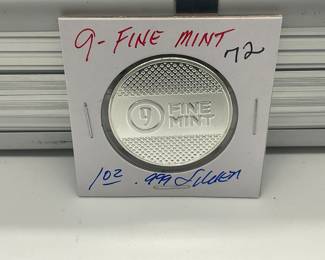 9-FINE MINT
72
9 FINE
MINT
1oz .999 Silver